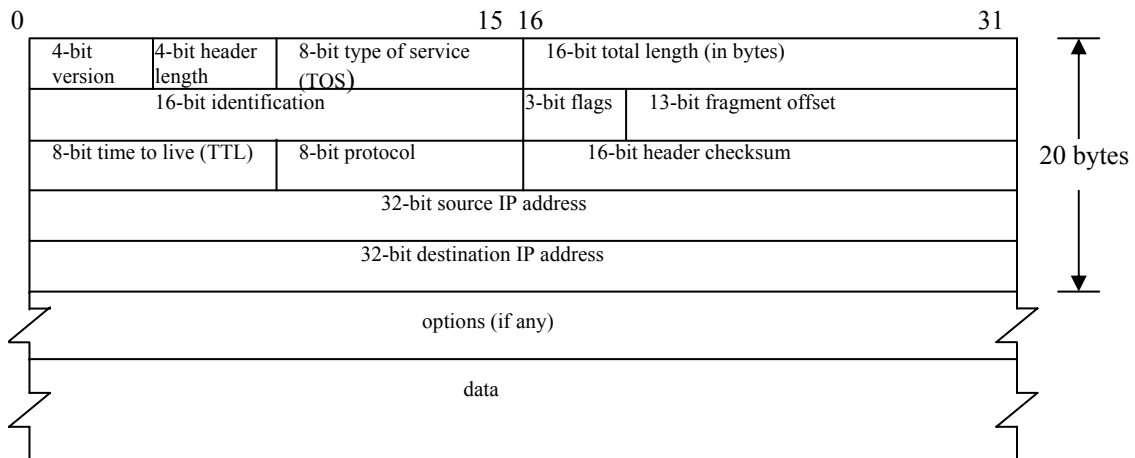 0 15 16 31
4-bit version
4-bit header length
8-bit type of service (TOS)
16-bit total length (in bytes)
16-bit identification
3-bit flags
13-bit fragment offset
8-bit time to live (TTL)
8-bit protocol
16-bit header checksum
20 bytes
32-bit source IP address
32-bit destination IP address
options (if any)
data